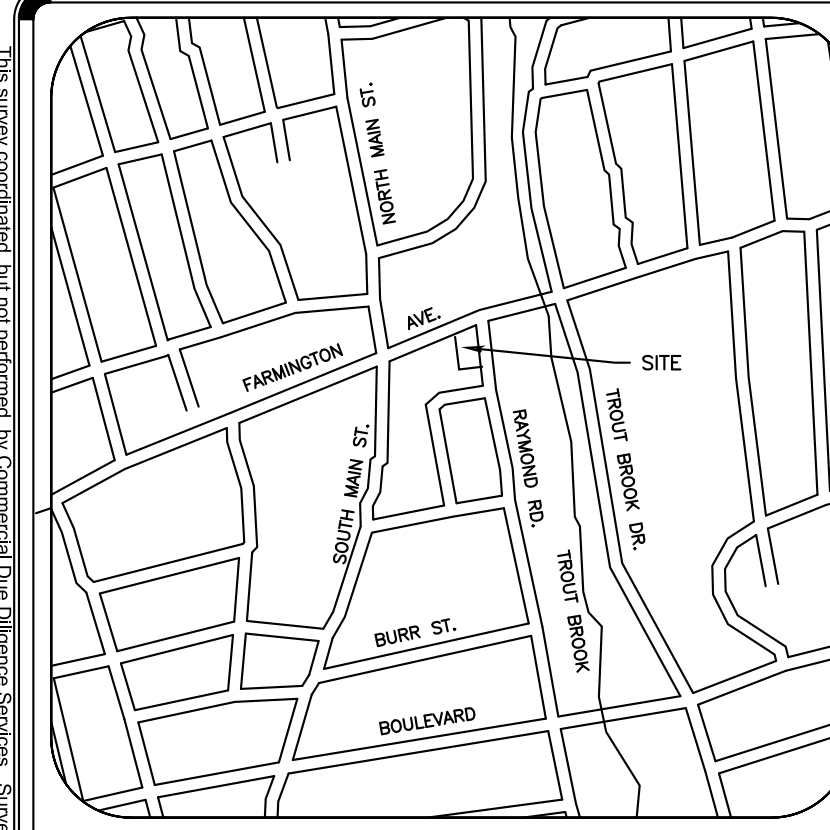 This survey coordinated, but not performed, by Commercial Due Diligence Services.
NORTH MAIN ST.
AVE.
FARMINGTON
SITE
SOUTH MAIN ST.
RAYMOND RD.
TROUT BROOK DR.
TROUT BROOK
BURR ST.
BOULEVARD